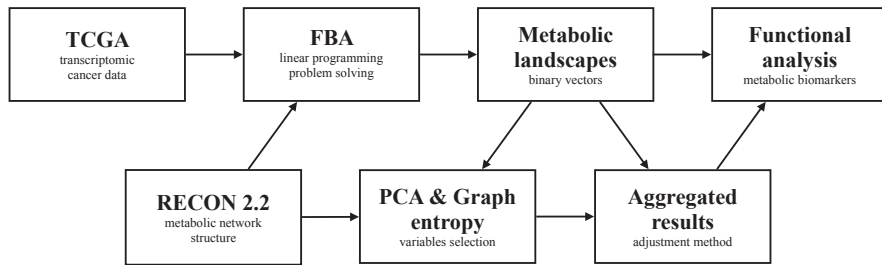 TCGA
transcriptomic
cancer data
FBA
linear programming
problem solving
Metabolic
landscapes
binary vectors
Functional
analysis
metabolic biomarkers
RECON 2.2
metabolic network
structure
PCA & Graph
entropy
variables selection
Aggregated
results
adjustment method